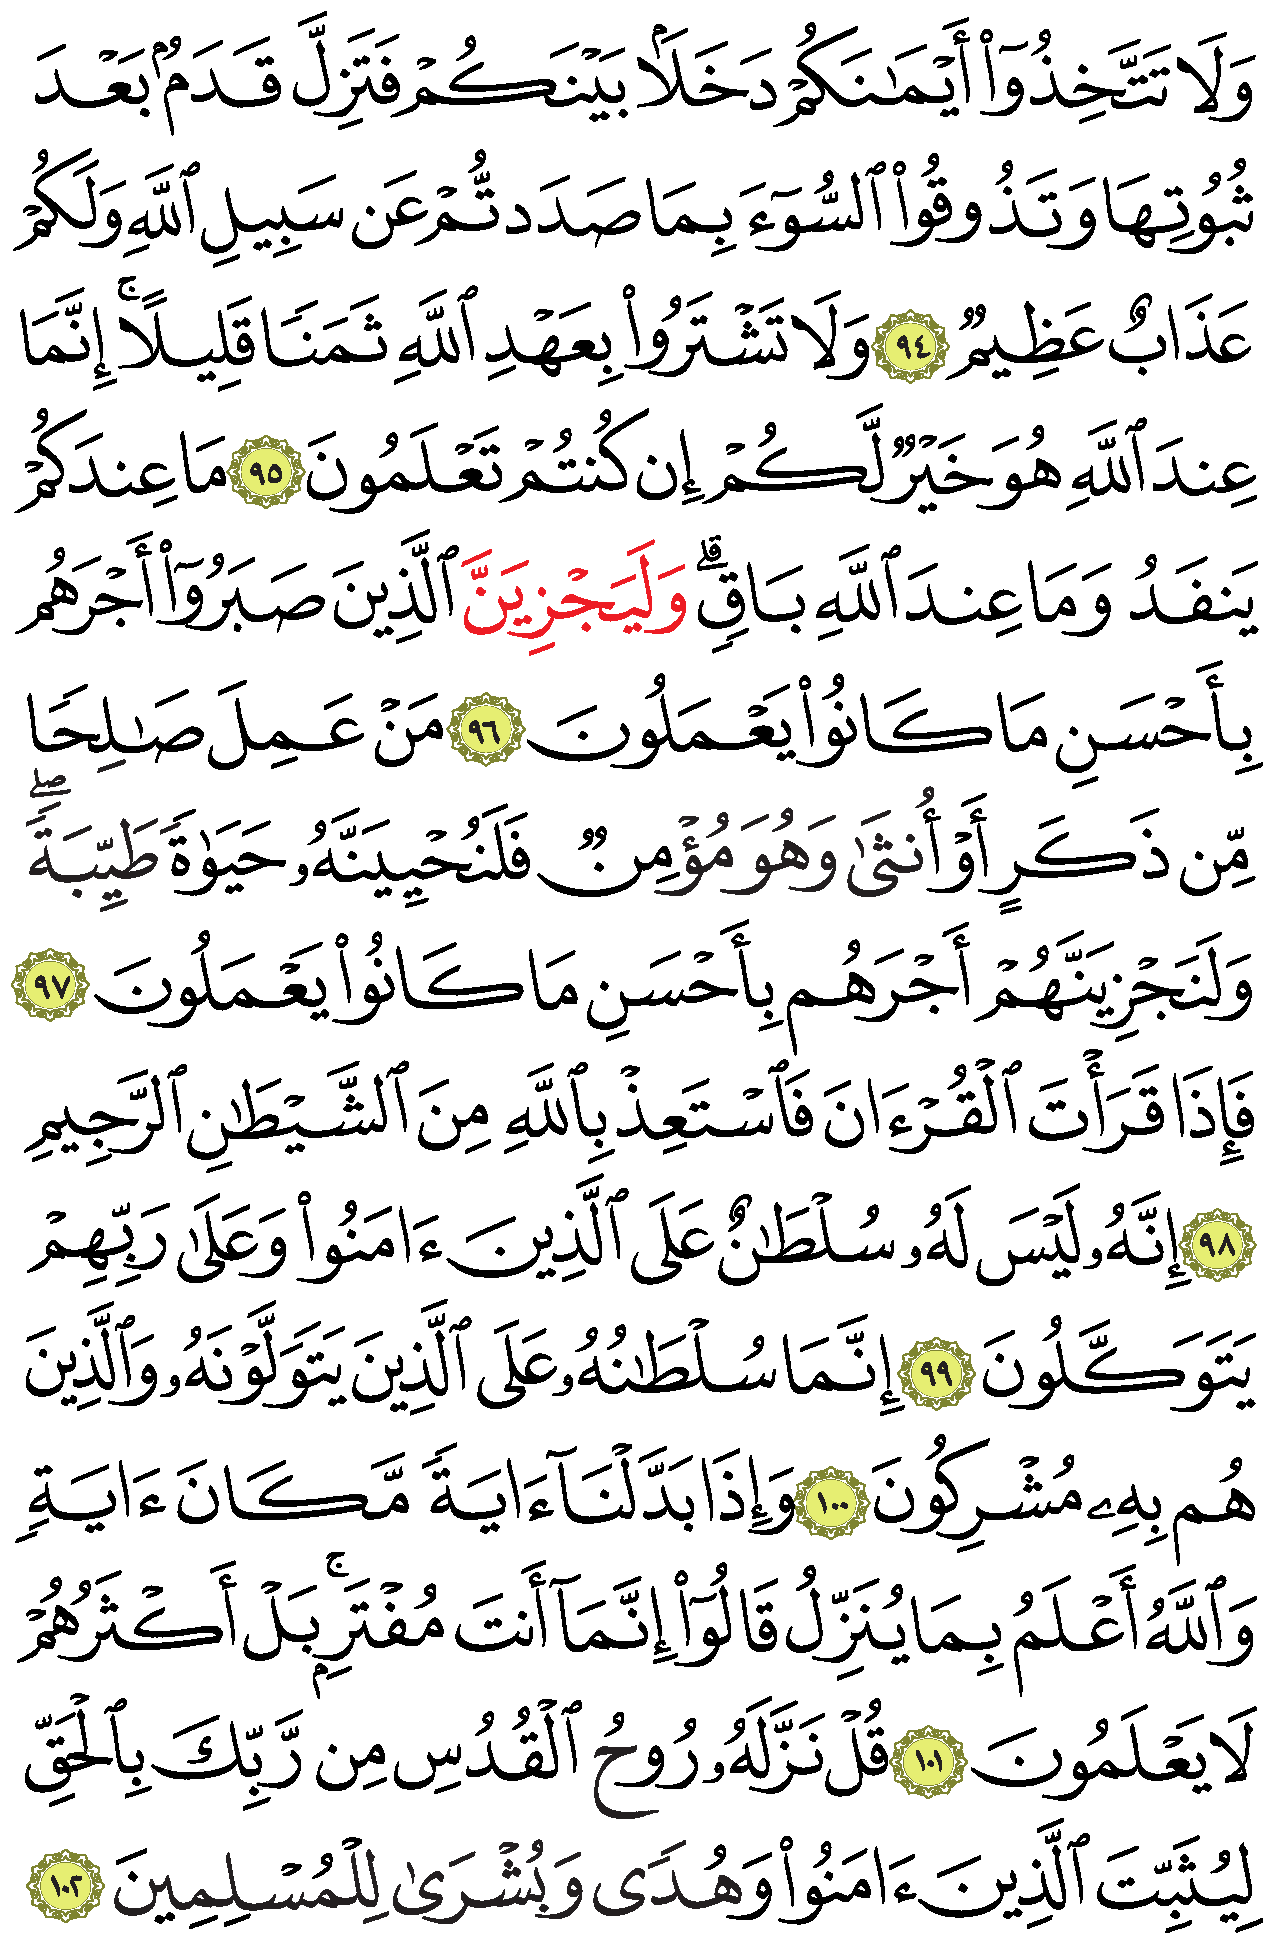 وَلَا تَتَّخِذُوٓا۟ أَيْمَـٰنَكُمْ دَخَلًۢا بَيْنَكُمْ فَتَزِلَّ قَدَمٌۢ بَعْدَ
ثُبُوتِهَا وَتَذُوقُوا۟ ٱلسُّوٓءَ بِمَا صَدَدتُّمْ عَن سَبِيلِ ٱللَّهِ وَلَكُمْ
عَذَابٌ عَظِيمٌ ٩٤ وَلَا تَشْتَرُوا۟ بِعَهْدِ ٱللَّهِ ثَمَنًا قَلِيلًا ۚ إِنَّمَا
عِندَ ٱللَّهِ هُوَ خَيْرٌ لَّكُمْ إِن كُنتُمْ تَعْلَمُونَ ٩٥ مَا عِندَكُمْ
يَنفَدُ وَمَا عِندَ ٱللَّهِ بَاقٍ ۗ وَلَيَجْزِيَنَّ ٱلَّذِينَ صَبَرُوٓا۟ أَجْرَهُم
بِأَحْسَنِ مَا كَانُوا۟ يَعْمَلُونَ ٩٦ مَنْ عَمِلَ صَـٰلِحًا
مِّن ذَكَرٍ أَوْ أُنثَىٰ وَهُوَ مُؤْمِنٌ فَلَنُحْيِيَنَّهُۥ حَيَوٰةً طَيِّبَةً ۖ
وَلَنَجْزِيَنَّهُمْ أَجْرَهُم بِأَحْسَنِ مَا كَانُوا۟ يَعْمَلُونَ ٩٧
فَإِذَا قَرَأْتَ ٱلْقُرْءَانَ فَٱسْتَعِذْ بِٱللَّهِ مِنَ ٱلشَّيْطَـٰنِ ٱلرَّجِيمِ
٩٨ إِنَّهُۥ لَيْسَ لَهُۥ سُلْطَـٰنٌ عَلَى ٱلَّذِينَ ءَامَنُوا۟ وَعَلَىٰ رَبِّهِمْ
يَتَوَكَّلُونَ ٩٩ إِنَّمَا سُلْطَـٰنُهُۥ عَلَى ٱلَّذِينَ يَتَوَلَّوْنَهُۥ وَٱلَّذِينَ
هُم بِهِۦ مُشْرِكُونَ ١٠٠ وَإِذَا بَدَّلْنَآ ءَايَةً مَّكَانَ ءَايَةٍ
وَٱللَّهُ أَعْلَمُ بِمَا يُنَزِّلُ قَالُوٓا۟ إِنَّمَآ أَنتَ مُفْتَرٍۭ ۚ بَلْ أَكْثَرُهُمْ
لَا يَعْلَمُونَ ١٠١ قُلْ نَزَّلَهُۥ رُوحُ ٱلْقُدُسِ مِن رَّبِّكَ بِٱلْحَقِّ
لِيُثَبِّتَ ٱلَّذِينَ ءَامَنُوا۟ وَهُدًى وَبُشْرَىٰ لِلْمُسْلِمِينَ ١٠٢